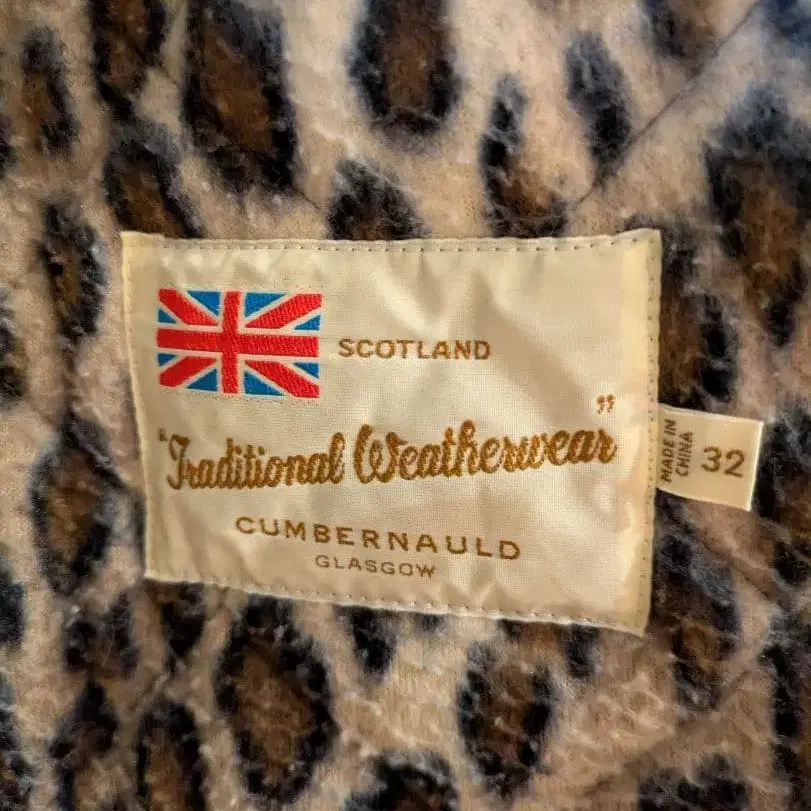 SCOTLAND
"Traditional Weatherwear"
CUMBERNAULD
GLASGOW
MADE IN
CHINA
32